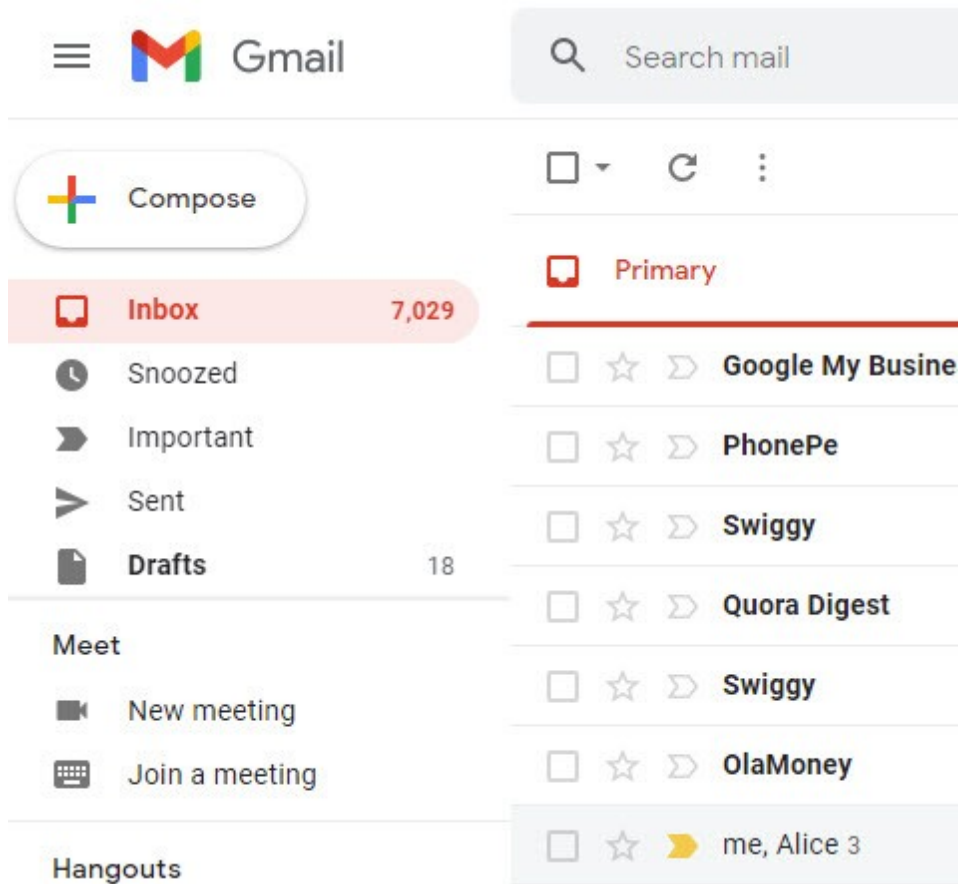 Gmail
Search mail
Compose
Primary
Inbox 7,029
Snoozed
Important
Sent
Drafts 18
Meet
New meeting
Join a meeting
Hangouts
Google My Busine
PhonePe
Swiggy
Quora Digest
Swiggy
OlaMoney
me, Alice 3